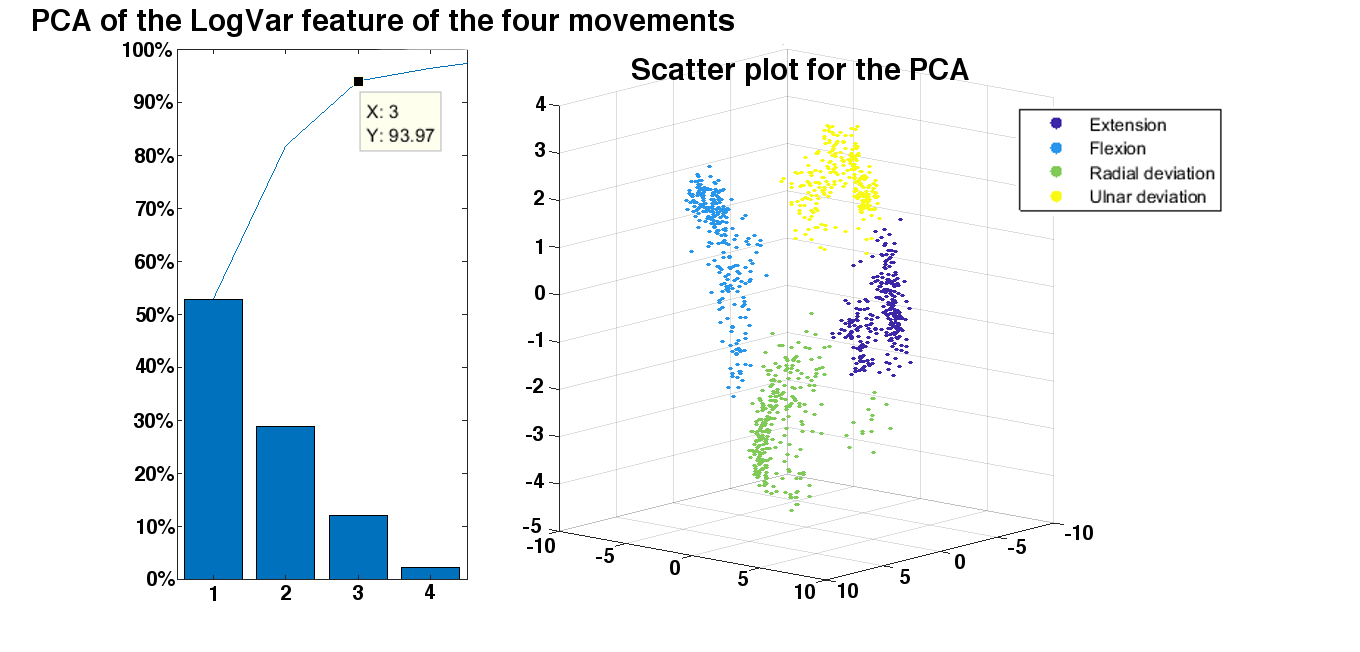 PCA of the LogVar feature of the four movements
100%
90%
80%
70%
60%
50%
40%
30%
20%
10%
0%
1 2 3 4
X: 3
Y: 93.97
Scatter plot for the PCA
4
3
2
1
0
-1
-2
-3
-4
-5
-10 -5 0 5 10
10 5 0 -5 -10
Extension
Flexion
Radial deviation
Ulnar deviation